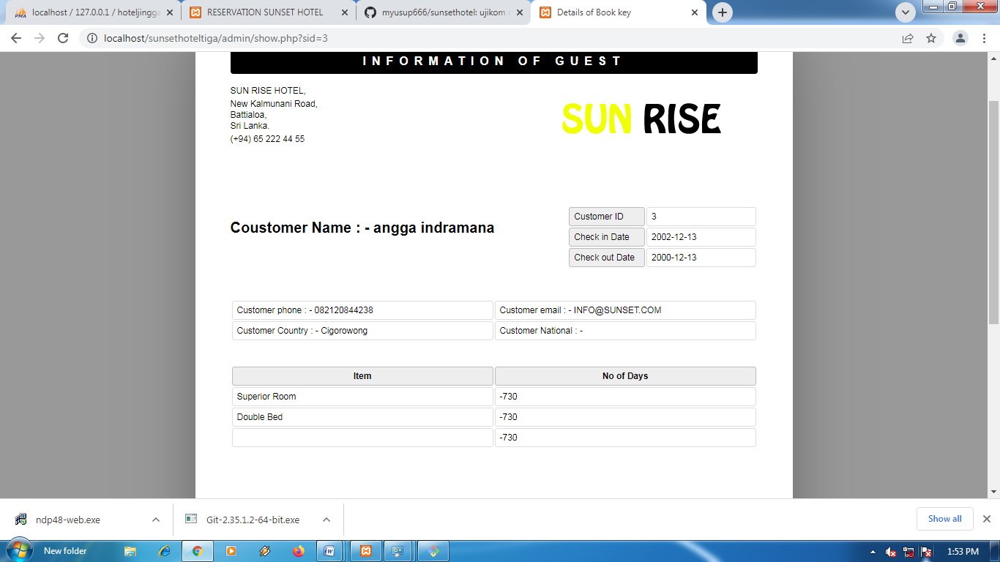 localhost / 127.0.0.1 / hoteljingga
RESERVATION SUNSET HOTEL
myusup666/sunsethotel: ujikom
Details of Book key
localhost/sunsethoteltiga/admin/show.php?sid=3
INFORMATION OF GUEST
SUN RISE HOTEL,
New Kalmunani Road,
Battialoa,
Sri Lanka.
(+94) 65 222 44 55
SUN RISE
Coustomer Name : - angga indramana
Customer ID 3
Check in Date 2002-12-13
Check out Date 2000-12-13
Customer phone : - 082120844238 Customer email : - INFO@SUNSET.COM
Customer Country : - Cigorowong Customer National : -
Item No of Days
Superior Room -730
Double Bed -730
-730
ndp48-web.exe
Git-2.35.1.2-64-bit.exe
Show all
New folder
1:53 PM